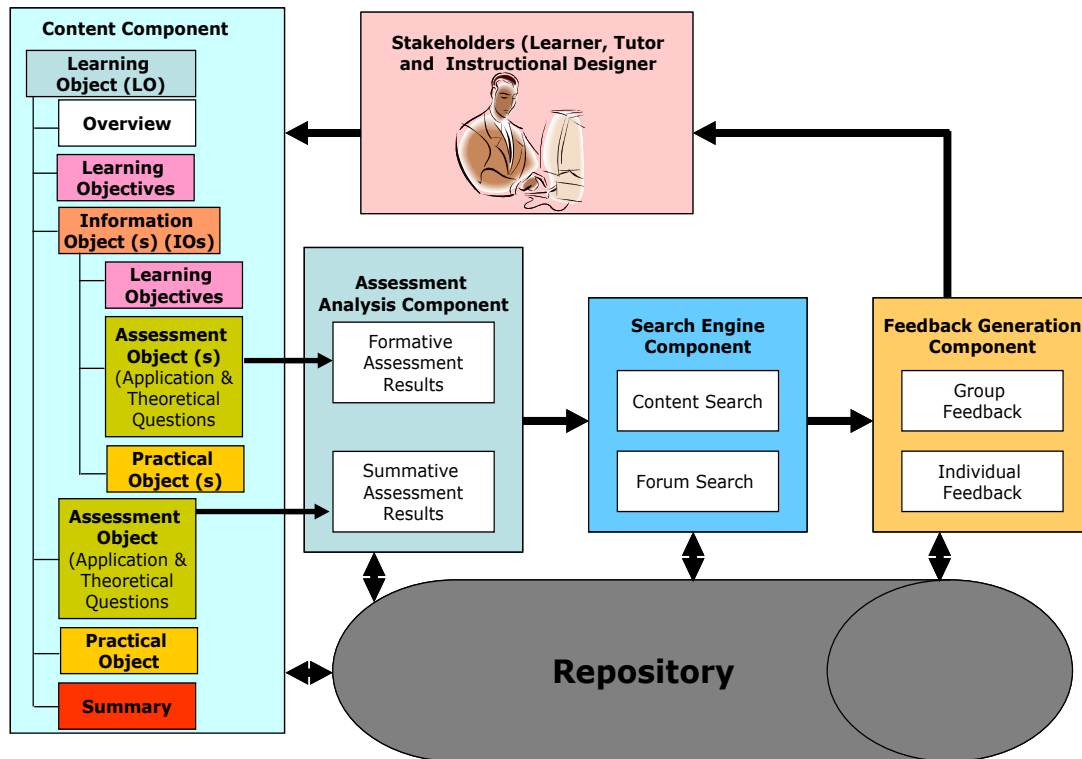 Content Component
Learning
Object (LO)
Overview
Learning
Objectives
Information
Object (s) (IOs)
Learning
Objectives
Assessment
Object (s)
(Application &
Theoretical
Questions
Practical
Object (s)
Assessment
Object
(Application &
Theoretical
Questions
Practical
Object
Summary
Stakeholders (Learner, Tutor
and Instructional Designer
Assessment
Analysis Component
Formative
Assessment
Results
Summative
Assessment
Results
Search Engine
Component
Content Search
Forum Search
Feedback Generation
Component
Group
Feedback
Individual
Feedback
Repository